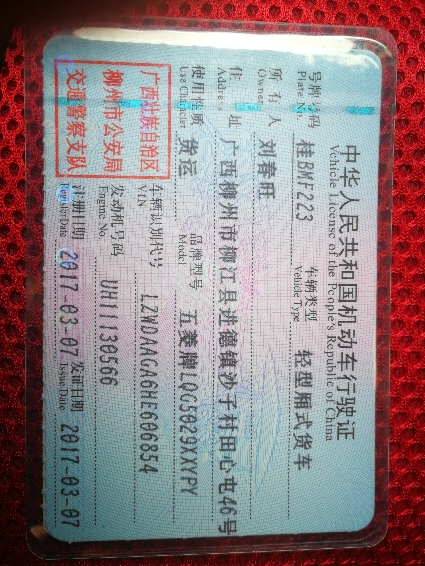 中华人民共和国机动车行驶证
Vehicle License of the People's Republic of China
号牌号码 桂BMF223 车辆类型 轻型厢式货车
Plate No. Vehicle Type
所有人 刘春旺
Owner
住址 广西柳州市柳江县进德镇沙子村田心屯46号
Address
使用性质 货运 品牌型号 五菱牌LQG5029XXYPY
Use Character Model
广西壮族自治区
柳州市公安局
交通警察支队
车辆识别代号 LZWDAAGA6HE606854
VIN
发动机号码 UH11130566
Engine No.
注册日期 2017-03-07 发证日期 2017-03-07
Register Date Issue Date